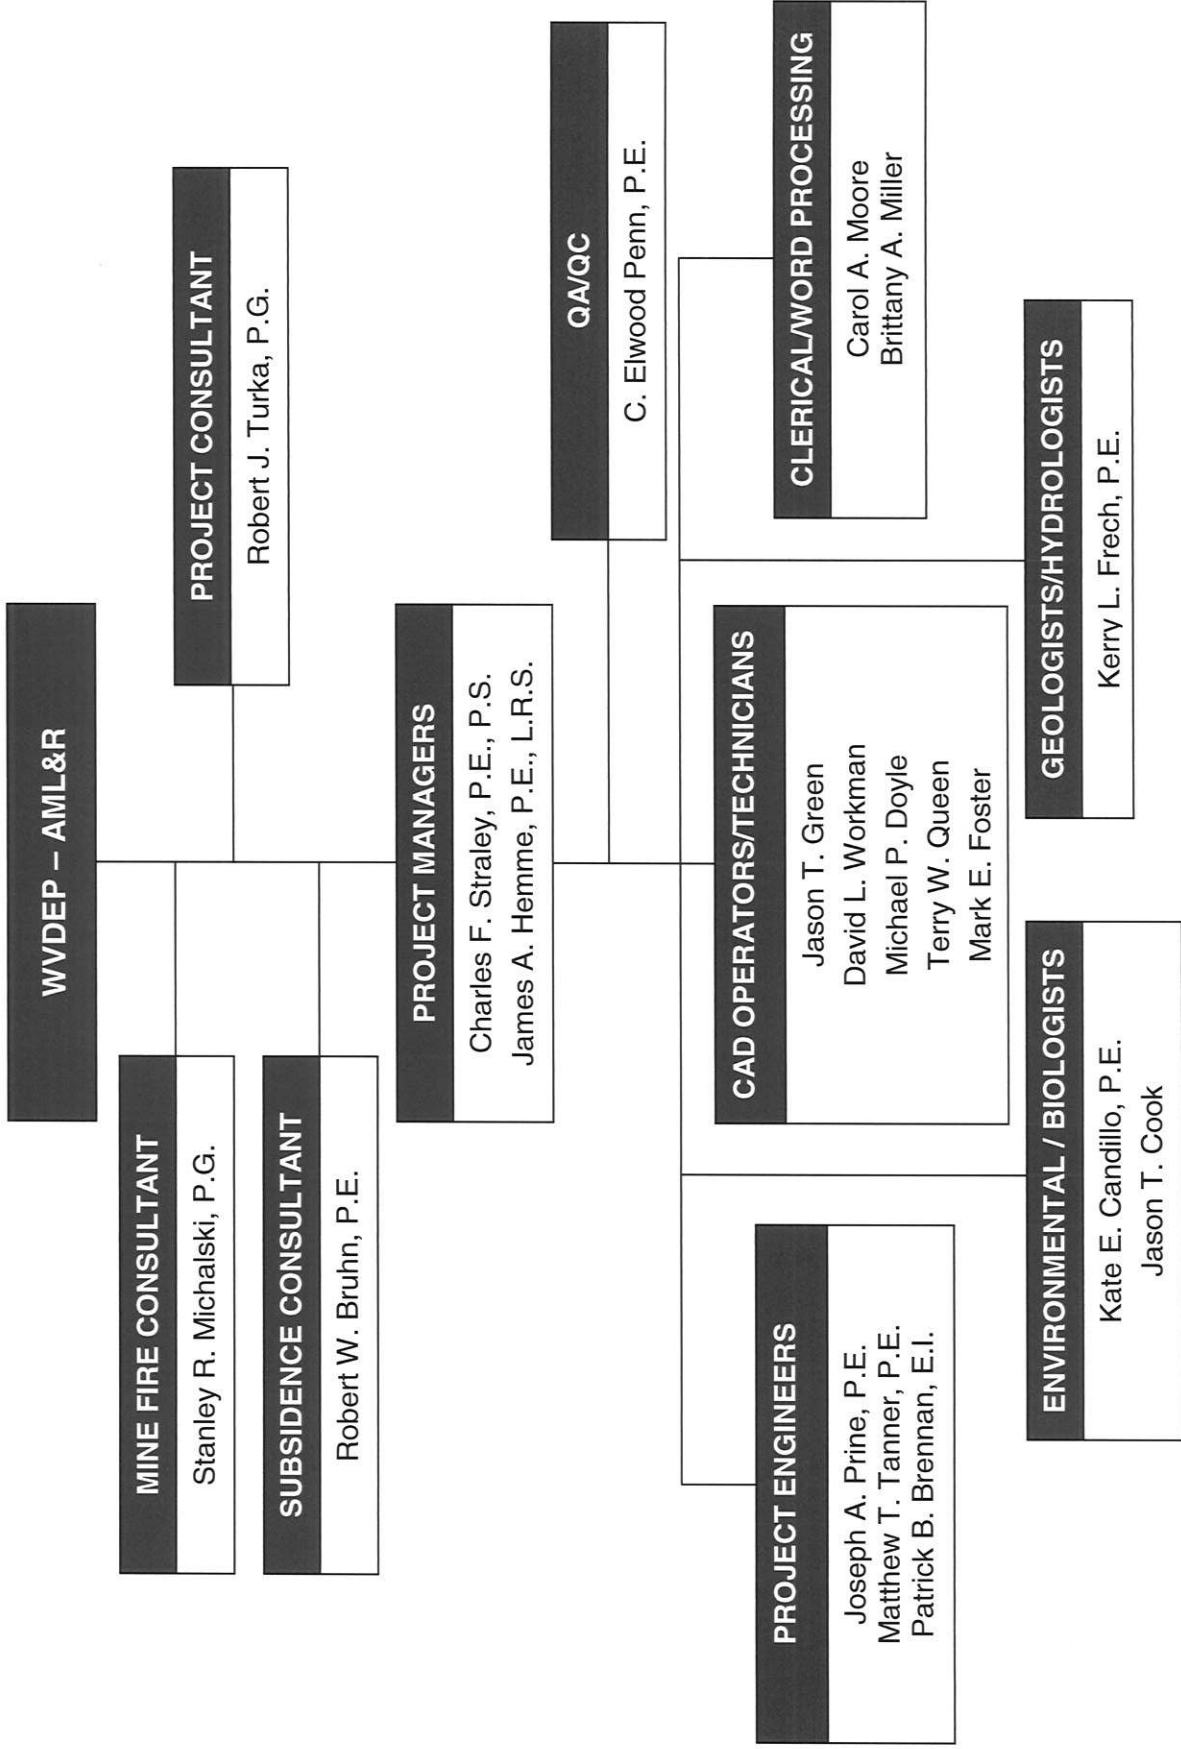 WVDEP – AML&R
MINE FIRE CONSULTANT
Stanley R. Michalski, P.G.
PROJECT CONSULTANT
Robert J. Turka, P.G.
SUBSIDENCE CONSULTANT
Robert W. Bruhn, P.E.
PROJECT MANAGERS
Charles F. Straley, P.E., P.S.
James A. Hemme, P.E., L.R.S.
QA/QC
C. Elwood Penn, P.E.
PROJECT ENGINEERS
Joseph A. Prine, P.E.
Matthew T. Tanner, P.E.
Patrick B. Brennan, E.I.
CAD OPERATORS/TECHNICIANS
Jason T. Green
David L. Workman
Michael P. Doyle
Terry W. Queen
Mark E. Foster
CLERICAL/WORD PROCESSING
Carol A. Moore
Brittany A. Miller
ENVIRONMENTAL / BIOLOGISTS
Kate E. Candillo, P.E.
Jason T. Cook
GEOLOGISTS/HYDROLOGISTS
Kerry L. Frech, P.E.